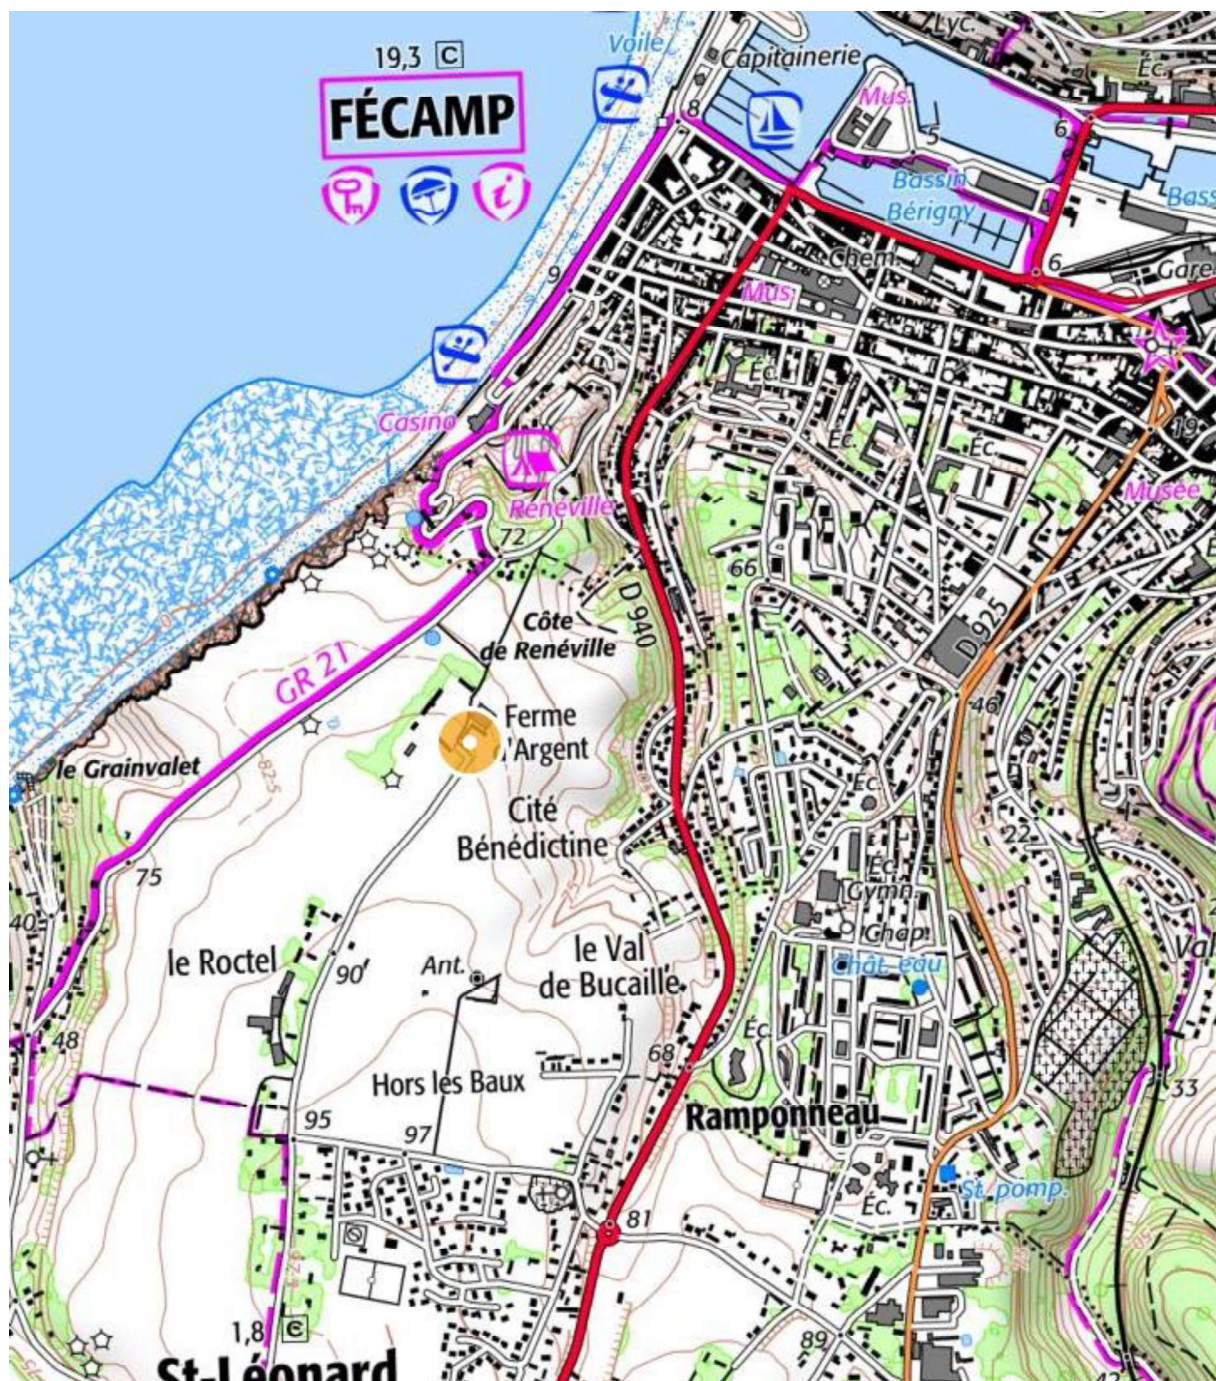 Lyc.
Voile
Capitainerie
19,3 C
Éc.
FÉCAMP
Mus.
8
6
5
Bassin
Bérigny
Bass
6
Chem.
Gare
9
Mus.
Éc.
Casino
Éc.
Éc.
19
Musée
Renéville
72
66
D 940
Côte
de Renéville
D 925
GR 21
46
Ferme
d'Argent
le Grainvalet
82.5
Éc.
Cité
Bénédictine
22
75
Éc.
Gymn.
40
le Roctel
90
Ant.
le Val
de Bucaille
Chap.
Chât. eau
Val
48
68
Éc.
Hors les Baux
33
95
97
Ramponneau
St. pomp.
Éc.
81
50
1,8 C
89
St-Léonard
42